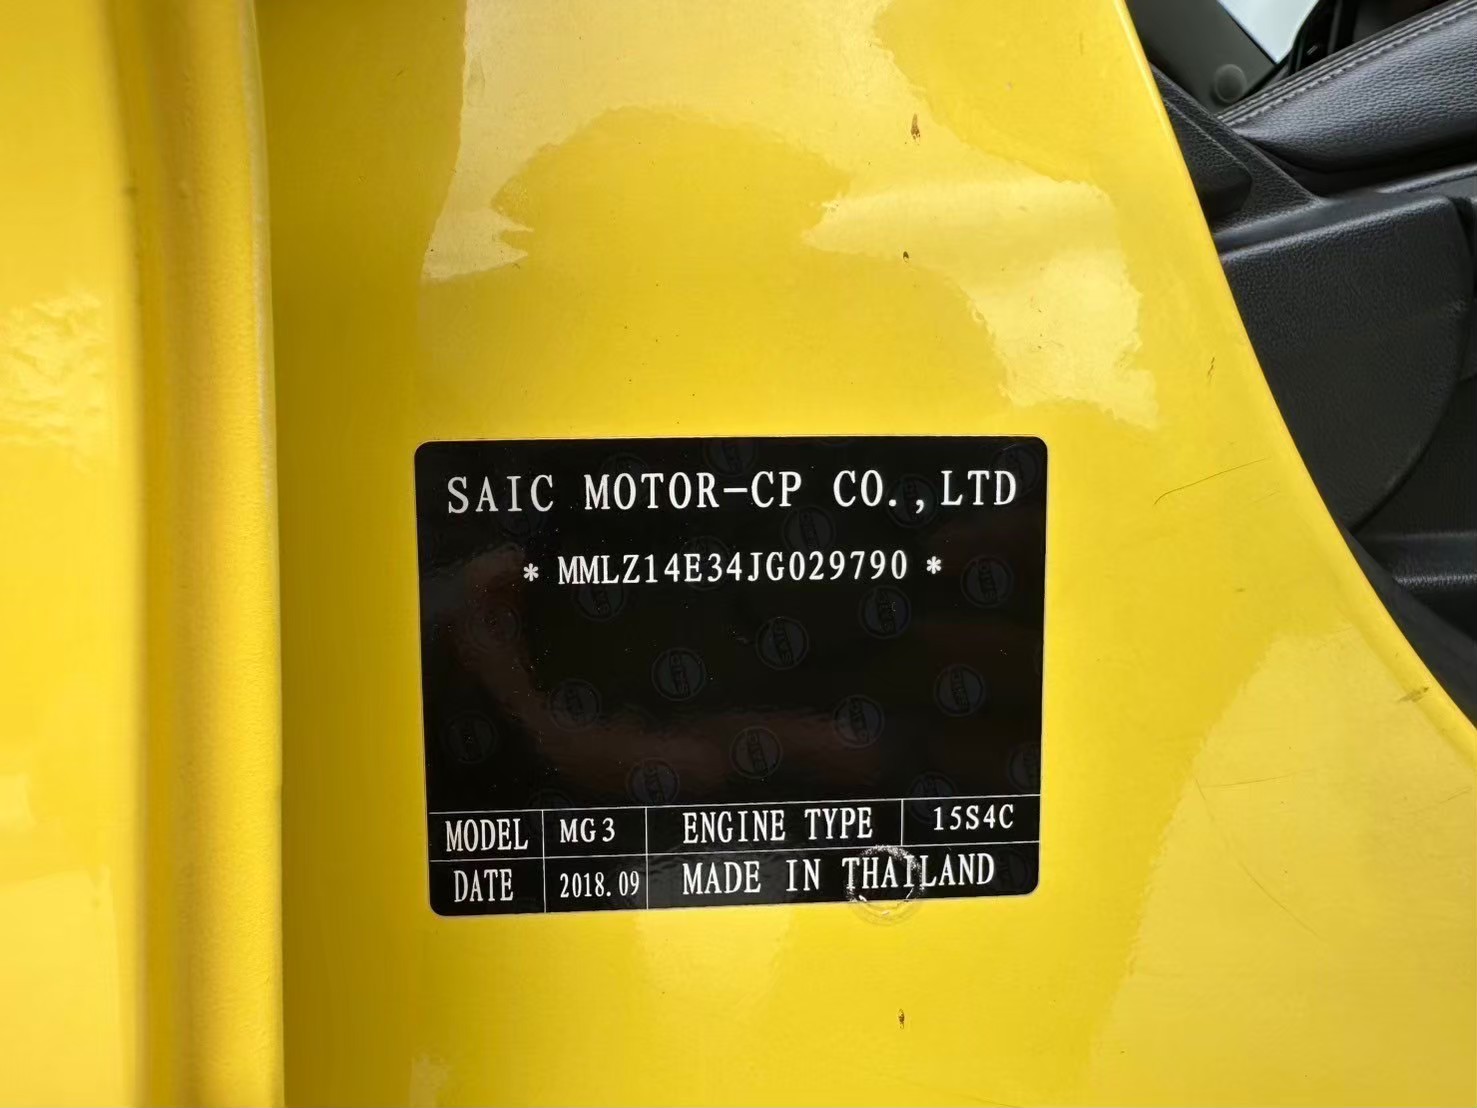 SAIC MOTOR-CP CO.,LTD
* MMLZ14E34JG029790 *
MODEL MG3 ENGINE TYPE 15S4C
DATE 2018.09 MADE IN THAILAND